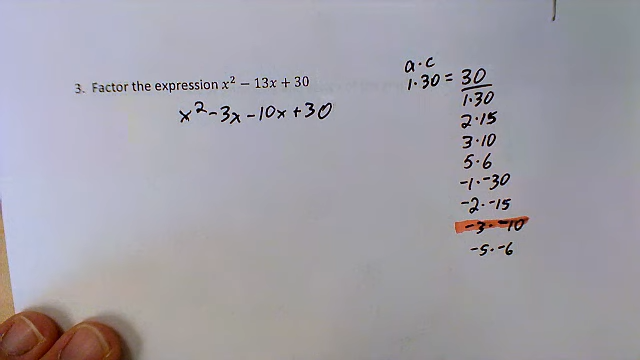 3. Factor the expression x² − 13x + 30
x² - 3x - 10x + 30
a·c
1·30 = 30
1·30
2·15
3·10
5·6
-1·-30
-2·-15
-3·-10
-5·-6